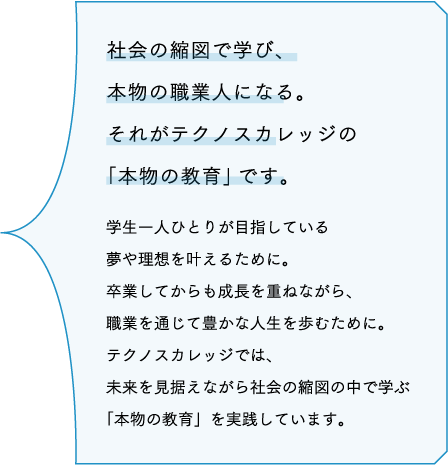 社会の縮図で学び、
本物の職業人になる。
それがテクノスカレッジの
「本物の教育」です。
学生一人ひとりが目指している
夢や理想を叶えるために。
卒業してからも成長を重ねながら、
職業を通じて豊かな人生を歩むために。
テクノスカレッジでは、
未来を見据えながら社会の縮図の中で学ぶ
「本物の教育」を実践しています。